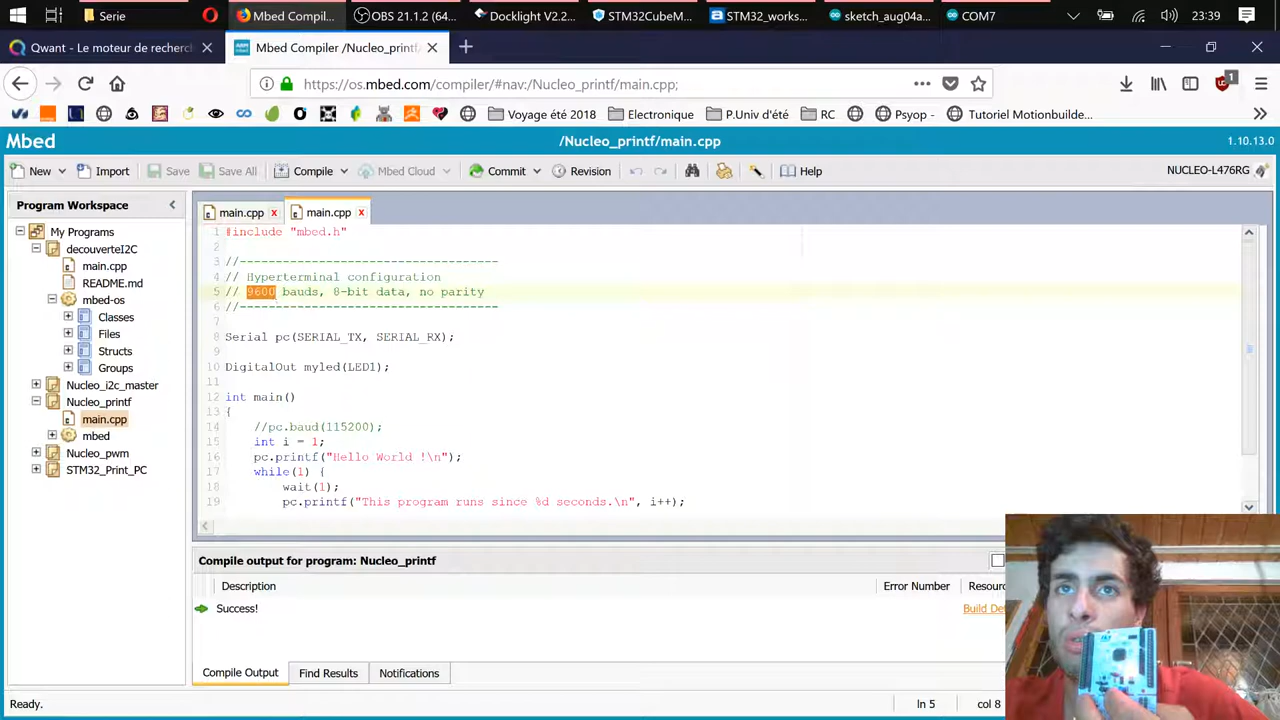 Serie
Mbed Compil...
OBS 21.1.2 (64...
Docklight V2.2...
STM32CubeM...
STM32_works...
sketch_aug04a...
COM7
23:39
Qwant - Le moteur de recherch
Mbed Compiler /Nucleo_printf/
https://os.mbed.com/compiler/#nav:/Nucleo_printf/main.cpp;
1
Voyage été 2018
Electronique
P.Univ d'été
RC
Psyop -
Tutoriel Motionbuilde...
Mbed
/Nucleo_printf/main.cpp
1.10.13.0
New
Import
Save
Save All
Compile
Mbed Cloud
Commit
Revision
Help
NUCLEO-L476RG
Program Workspace
My Programs
decouverteI2C
main.cpp
README.md
mbed-os
Classes
Files
Structs
Groups
Nucleo_i2c_master
Nucleo_printf
main.cpp
mbed
Nucleo_pwm
STM32_Print_PC
main.cpp x
main.cpp x
1 #include "mbed.h"
2
3 //------------------------------------
4 // Hyperterminal configuration
5 // 9600 bauds, 8-bit data, no parity
6 //------------------------------------
7
8 Serial pc(SERIAL_TX, SERIAL_RX);
9
10 DigitalOut myled(LED1);
11
12 int main()
13 {
14 //pc.baud(115200);
15 int i = 1;
16 pc.printf("Hello World !\n");
17 while(1) {
18 wait(1);
19 pc.printf("This program runs since %d seconds.\n", i++);
Compile output for program: Nucleo_printf
Description
Error Number
Resourc
Success!
Build Det
Compile Output
Find Results
Notifications
Ready.
ln 5
col 8